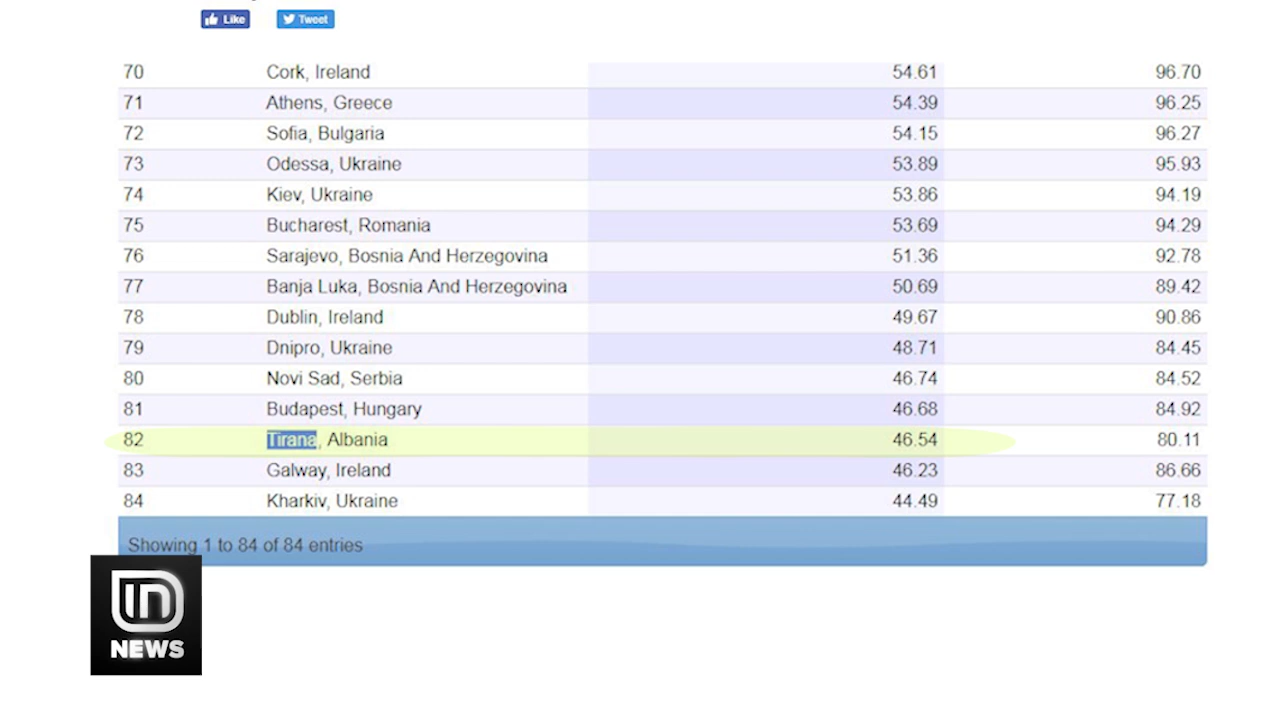 Like Tweet
70 Cork, Ireland 54.61 96.70
71 Athens, Greece 54.39 96.25
72 Sofia, Bulgaria 54.15 96.27
73 Odessa, Ukraine 53.89 95.93
74 Kiev, Ukraine 53.86 94.19
75 Bucharest, Romania 53.69 94.29
76 Sarajevo, Bosnia And Herzegovina 51.36 92.78
77 Banja Luka, Bosnia And Herzegovina 50.69 89.42
78 Dublin, Ireland 49.67 90.86
79 Dnipro, Ukraine 48.71 84.45
80 Novi Sad, Serbia 46.74 84.52
81 Budapest, Hungary 46.68 84.92
82 Tirana, Albania 46.54 80.11
83 Galway, Ireland 46.23 86.66
84 Kharkiv, Ukraine 44.49 77.18
Showing 1 to 84 of 84 entries
IN
NEWS